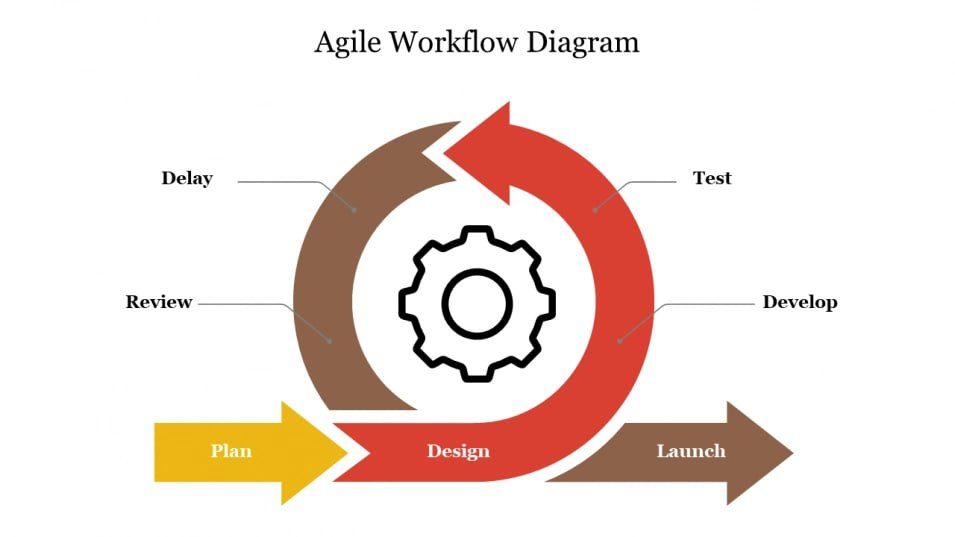 Agile Workflow Diagram
Delay
Test
Review
Develop
Plan
Design
Launch